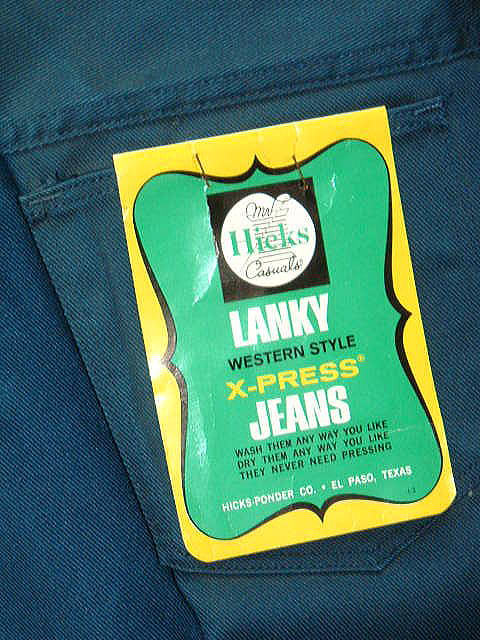 Mr.
Hicks
Casuals
LANKY
WESTERN STYLE
X-PRESS®
JEANS
WASH THEM ANY WAY YOU LIKE
DRY THEM ANY WAY YOU LIKE
THEY NEVER NEED PRESSING
HICKS-PONDER CO. • EL PASO, TEXAS